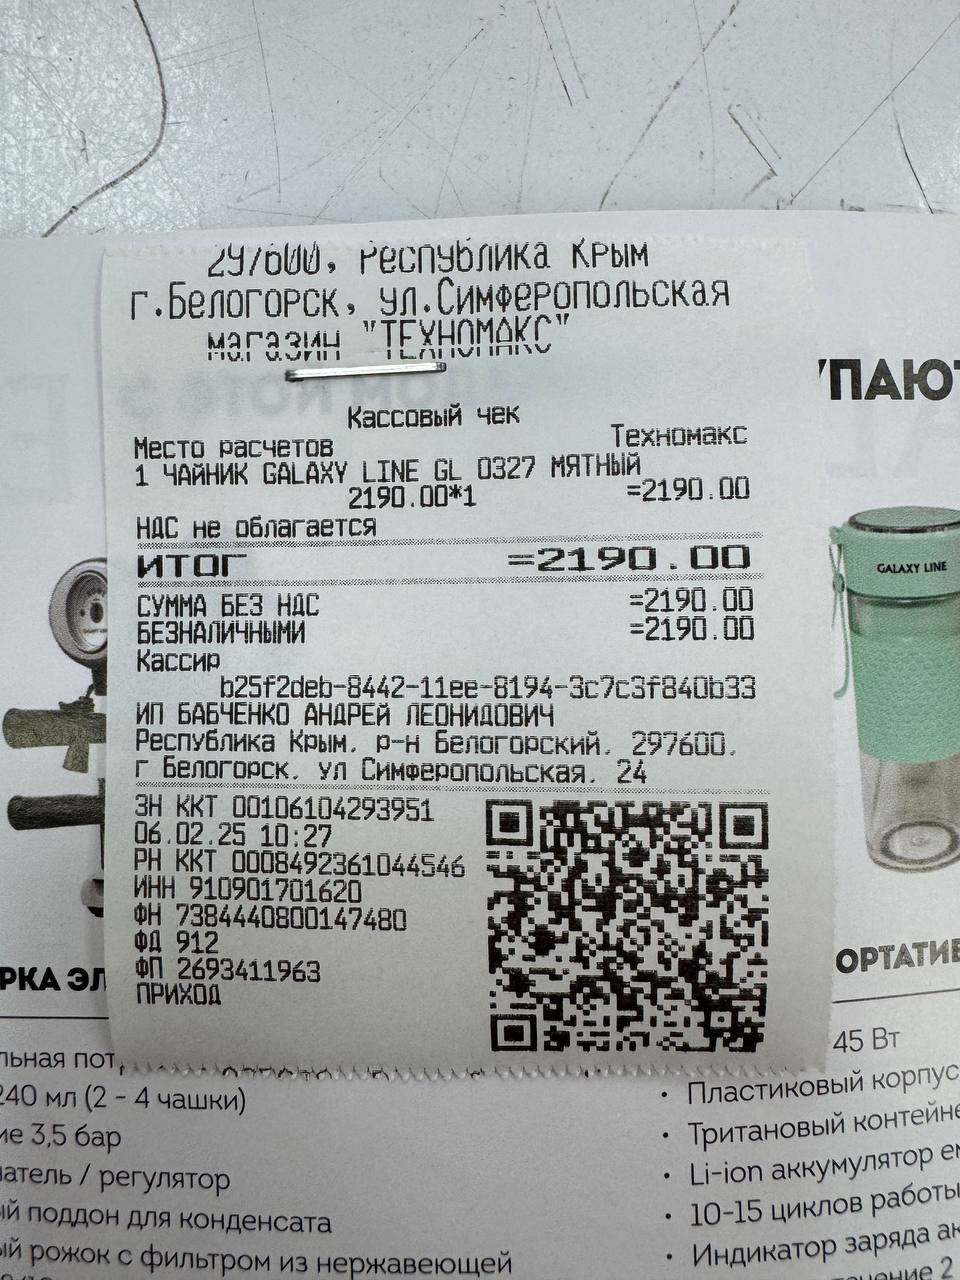 297600, Республика Крым
г.Белогорск, ул.Симферопольская
магазин "ТЕХНОМАКС"
УПАЮТ
Кассовый чек
Место расчетов Техномакс
1 ЧАЙНИК GALAXY LINE GL 0327 МЯТНЫЙ
2190.00*1 =2190.00
НДС не облагается
ИТОГ =2190.00
СУММА БЕЗ НДС =2190.00
БЕЗНАЛИЧНЫМИ =2190.00
Кассир
b25f2deb-8442-11ee-8194-3c7c3f840b33
ИП БАБЧЕНКО АНДРЕЙ ЛЕОНИДОВИЧ
Республика Крым, р-н Белогорский, 297600,
г Белогорск, ул Симферопольская, 24
ЗН ККТ 00106104293951
06.02.25 10:27
РН ККТ 0008492361044546
ИНН 910901701620
ФН 7384440800147480
ФД 912
ФП 2693411963
ПРИХОД
GALAXY LINE
РКА ЭЛ
льная пот
240 мл (2 - 4 чашки)
ие 3,5 бар
атель / регулятор
ый поддон для конденсата
ый рожок с фильтром из нержавеющей
ОРТАТИВ
45 Вт
• Пластиковый корпус
• Тритановый контейне
• Li-ion аккумулятор ем
• 10-15 циклов работы
• Индикатор заряда ак